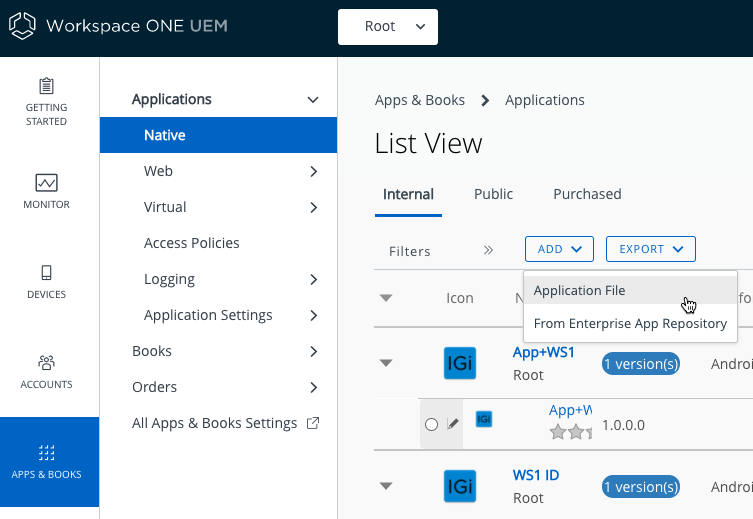 Workspace ONE UEM
Root
GETTING
STARTED
MONITOR
DEVICES
ACCOUNTS
APPS & BOOKS
Applications
Native
Web
Virtual
Access Policies
Logging
Application Settings
Books
Orders
All Apps & Books Settings
Apps & Books > Applications
List View
Internal Public Purchased
Filters » ADD EXPORT
Application File
From Enterprise App Repository
Icon
IGi App+WS1 1 version(s) Androi
Root
IGi App+W 1.0.0.0
IGi WS1 ID 1 version(s) Androi
Root